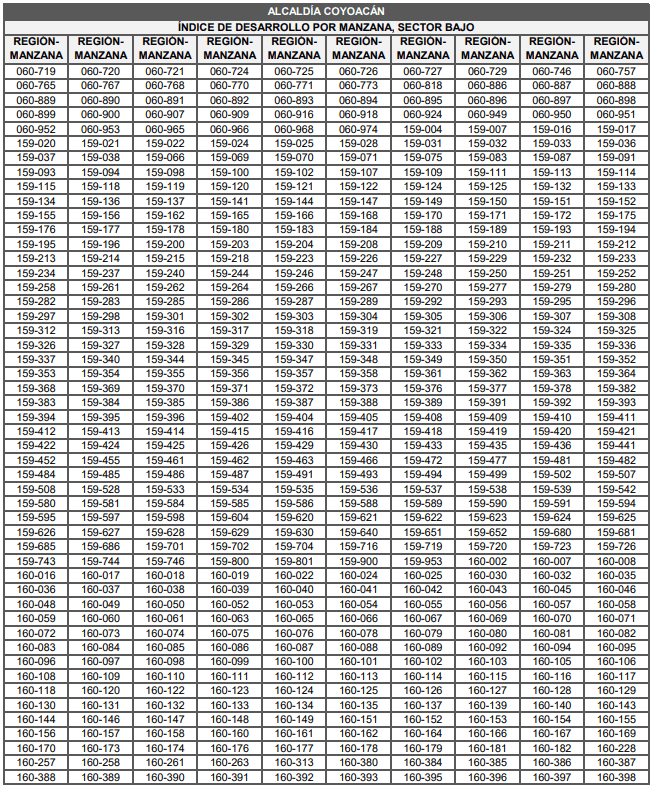 ALCALDÍA COYOACÁN
ÍNDICE DE DESARROLLO POR MANZANA, SECTOR BAJO
REGIÓN-MANZANA REGIÓN-MANZANA REGIÓN-MANZANA REGIÓN-MANZANA REGIÓN-MANZANA REGIÓN-MANZANA REGIÓN-MANZANA REGIÓN-MANZANA REGIÓN-MANZANA REGIÓN-MANZANA
060-719 060-720 060-721 060-724 060-725 060-726 060-727 060-729 060-746 060-757
060-765 060-767 060-768 060-770 060-771 060-773 060-818 060-886 060-887 060-888
060-889 060-890 060-891 060-892 060-893 060-894 060-895 060-896 060-897 060-898
060-899 060-900 060-907 060-909 060-916 060-918 060-924 060-949 060-950 060-951
060-952 060-953 060-965 060-966 060-968 060-974 159-004 159-007 159-016 159-017
159-020 159-021 159-022 159-024 159-025 159-028 159-031 159-032 159-033 159-036
159-037 159-038 159-066 159-069 159-070 159-071 159-075 159-083 159-087 159-091
159-093 159-094 159-098 159-100 159-102 159-107 159-109 159-111 159-113 159-114
159-115 159-118 159-119 159-120 159-121 159-122 159-124 159-125 159-132 159-133
159-134 159-136 159-137 159-141 159-144 159-147 159-149 159-150 159-151 159-152
159-155 159-156 159-162 159-165 159-166 159-168 159-170 159-171 159-172 159-175
159-176 159-177 159-178 159-180 159-183 159-184 159-188 159-189 159-193 159-194
159-195 159-196 159-200 159-203 159-204 159-208 159-209 159-210 159-211 159-212
159-213 159-214 159-215 159-218 159-223 159-226 159-227 159-229 159-232 159-233
159-234 159-237 159-240 159-244 159-246 159-247 159-248 159-250 159-251 159-252
159-258 159-261 159-262 159-264 159-266 159-267 159-270 159-277 159-279 159-280
159-282 159-283 159-285 159-286 159-287 159-289 159-292 159-293 159-295 159-296
159-297 159-298 159-301 159-302 159-303 159-304 159-305 159-306 159-307 159-308
159-312 159-313 159-316 159-317 159-318 159-319 159-321 159-322 159-324 159-325
159-326 159-327 159-328 159-329 159-330 159-331 159-333 159-334 159-335 159-336
159-337 159-340 159-344 159-345 159-347 159-348 159-349 159-350 159-351 159-352
159-353 159-354 159-355 159-356 159-357 159-358 159-361 159-362 159-363 159-364
159-368 159-369 159-370 159-371 159-372 159-373 159-376 159-377 159-378 159-382
159-383 159-384 159-385 159-386 159-387 159-388 159-389 159-391 159-392 159-393
159-394 159-395 159-396 159-402 159-404 159-405 159-408 159-409 159-410 159-411
159-412 159-413 159-414 159-415 159-416 159-417 159-418 159-419 159-420 159-421
159-422 159-424 159-425 159-426 159-429 159-430 159-433 159-435 159-436 159-441
159-452 159-455 159-461 159-462 159-463 159-466 159-472 159-477 159-481 159-482
159-484 159-485 159-486 159-487 159-491 159-493 159-494 159-499 159-502 159-507
159-508 159-528 159-533 159-534 159-535 159-536 159-537 159-538 159-539 159-542
159-580 159-581 159-584 159-585 159-586 159-588 159-589 159-590 159-591 159-594
159-595 159-597 159-598 159-604 159-620 159-621 159-622 159-623 159-624 159-625
159-626 159-627 159-628 159-629 159-630 159-640 159-651 159-652 159-680 159-681
159-685 159-686 159-701 159-702 159-704 159-716 159-719 159-720 159-723 159-726
159-743 159-744 159-746 159-800 159-801 159-900 159-953 160-002 160-007 160-008
160-016 160-017 160-018 160-019 160-022 160-024 160-025 160-030 160-032 160-035
160-036 160-037 160-038 160-039 160-040 160-041 160-042 160-043 160-045 160-046
160-048 160-049 160-050 160-052 160-053 160-054 160-055 160-056 160-057 160-058
160-059 160-060 160-061 160-063 160-065 160-066 160-067 160-069 160-070 160-071
160-072 160-073 160-074 160-075 160-076 160-078 160-079 160-080 160-081 160-082
160-083 160-084 160-085 160-086 160-087 160-088 160-089 160-092 160-094 160-095
160-096 160-097 160-098 160-099 160-100 160-101 160-102 160-103 160-105 160-106
160-108 160-109 160-110 160-111 160-112 160-113 160-114 160-115 160-116 160-117
160-118 160-120 160-122 160-123 160-124 160-125 160-126 160-127 160-128 160-129
160-130 160-131 160-132 160-133 160-134 160-135 160-137 160-139 160-140 160-143
160-144 160-146 160-147 160-148 160-149 160-151 160-152 160-153 160-154 160-155
160-156 160-157 160-158 160-160 160-161 160-162 160-164 160-166 160-167 160-169
160-170 160-173 160-174 160-176 160-177 160-178 160-179 160-181 160-182 160-228
160-257 160-258 160-261 160-263 160-313 160-380 160-384 160-385 160-386 160-387
160-388 160-389 160-390 160-391 160-392 160-393 160-395 160-396 160-397 160-398